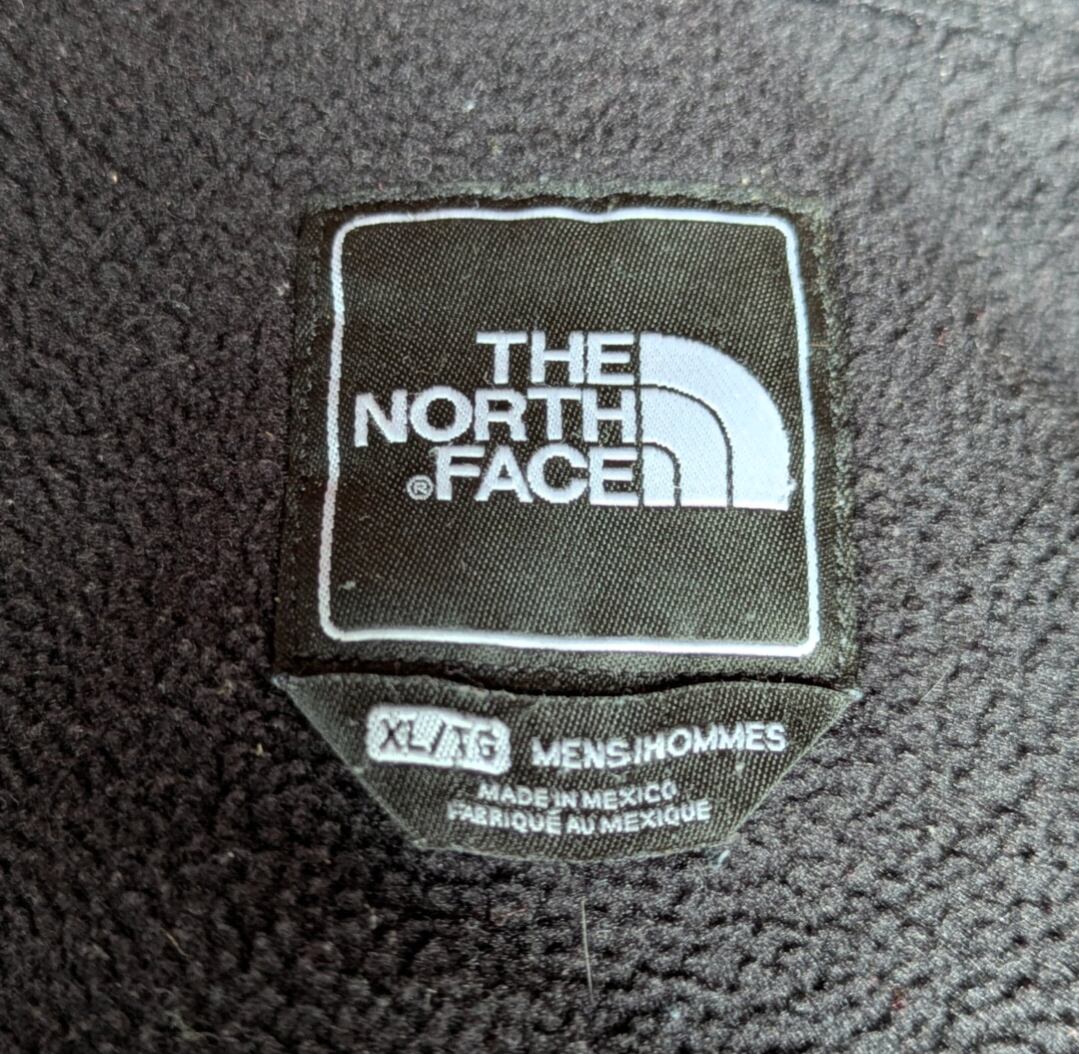 THE
NORTH
®FACE
XL/TG MENS/HOMMES
MADE IN MEXICO
FABRIQUÉ AU MEXIQUE